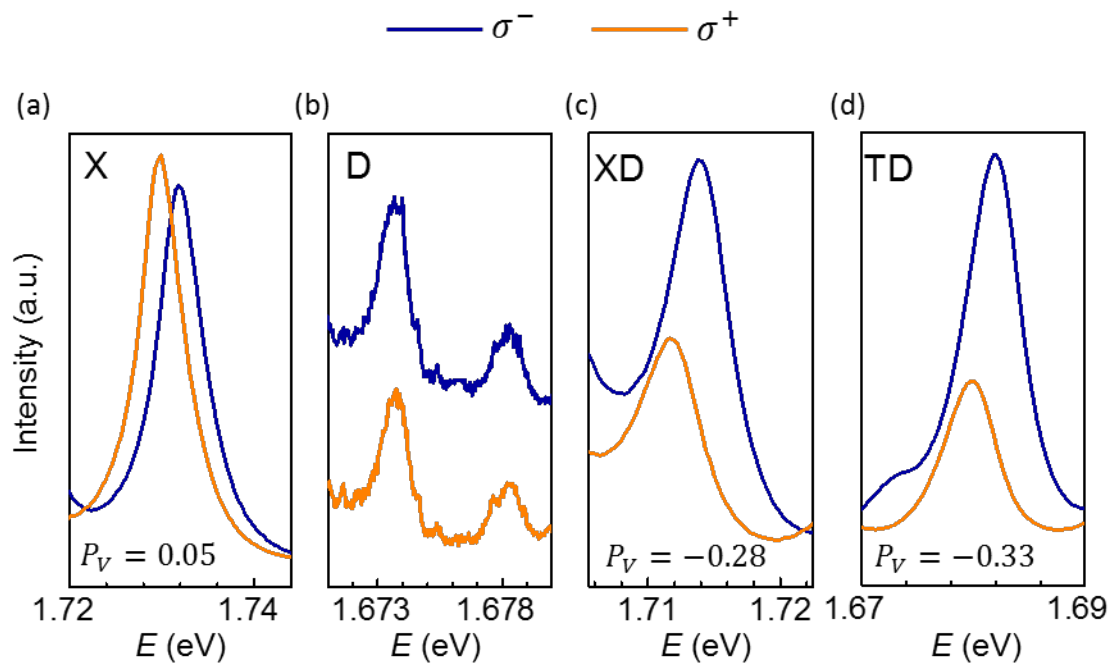 σ⁻ σ⁺
(a) (b) (c) (d)
X D XD TD
Intensity (a.u.)
P_V = 0.05 P_V = −0.28 P_V = −0.33
1.72 1.74 1.673 1.678 1.71 1.72 1.67 1.69
E (eV) E (eV) E (eV) E (eV)